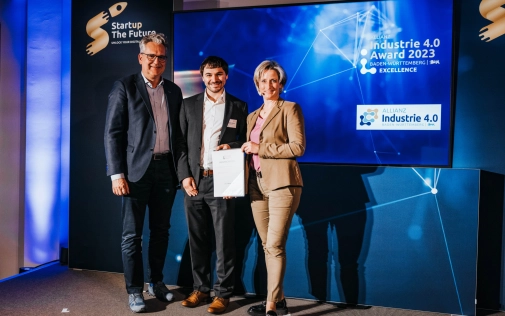 Startup
The Future
Industrie 4.0
Award 2023
BADEN-WÜRTTEMBERG
EXCELLENCE
ALLIANZ
Industrie 4.0